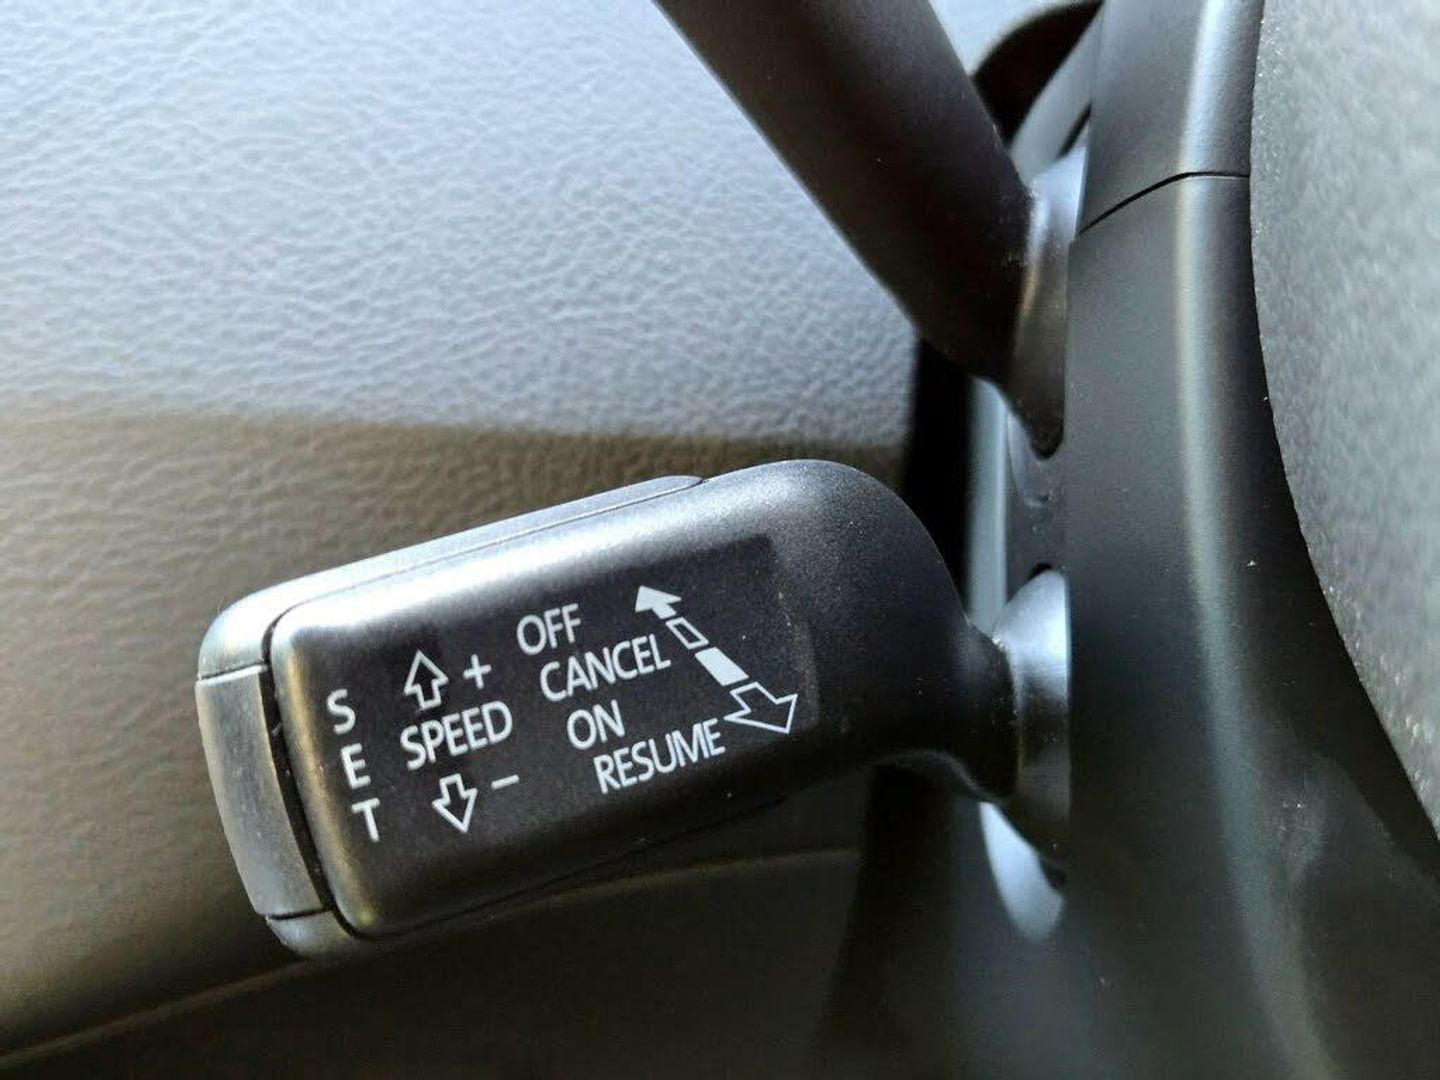 S
E
T
+
SPEED
−
OFF
CANCEL
ON
RESUME